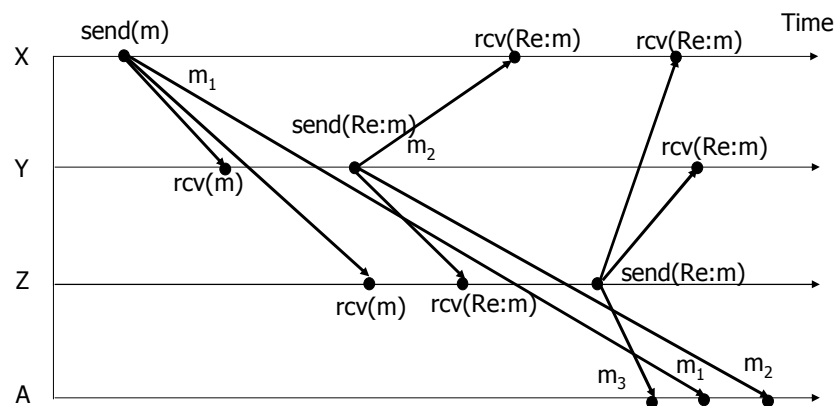 Time
send(m)
rcv(Re:m)
rcv(Re:m)
X
m1
send(Re:m)
m2
rcv(Re:m)
Y
rcv(m)
Z
send(Re:m)
rcv(m)
rcv(Re:m)
m3
m1
m2
A